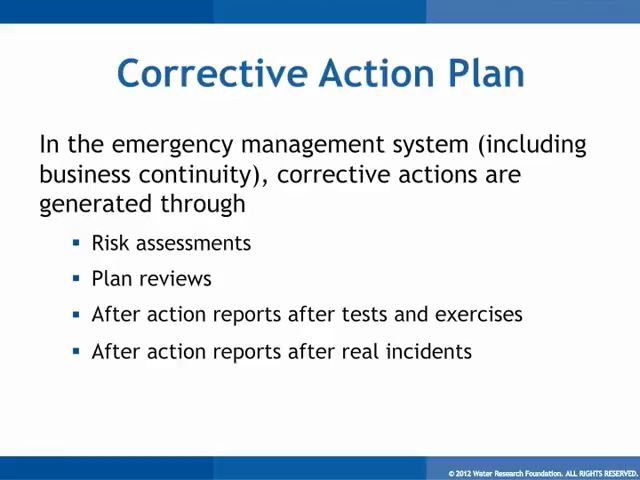 Corrective Action Plan
In the emergency management system (including
business continuity), corrective actions are
generated through
▪ Risk assessments
▪ Plan reviews
▪ After action reports after tests and exercises
▪ After action reports after real incidents
© 2012 Water Research Foundation. ALL RIGHTS RESERVED.